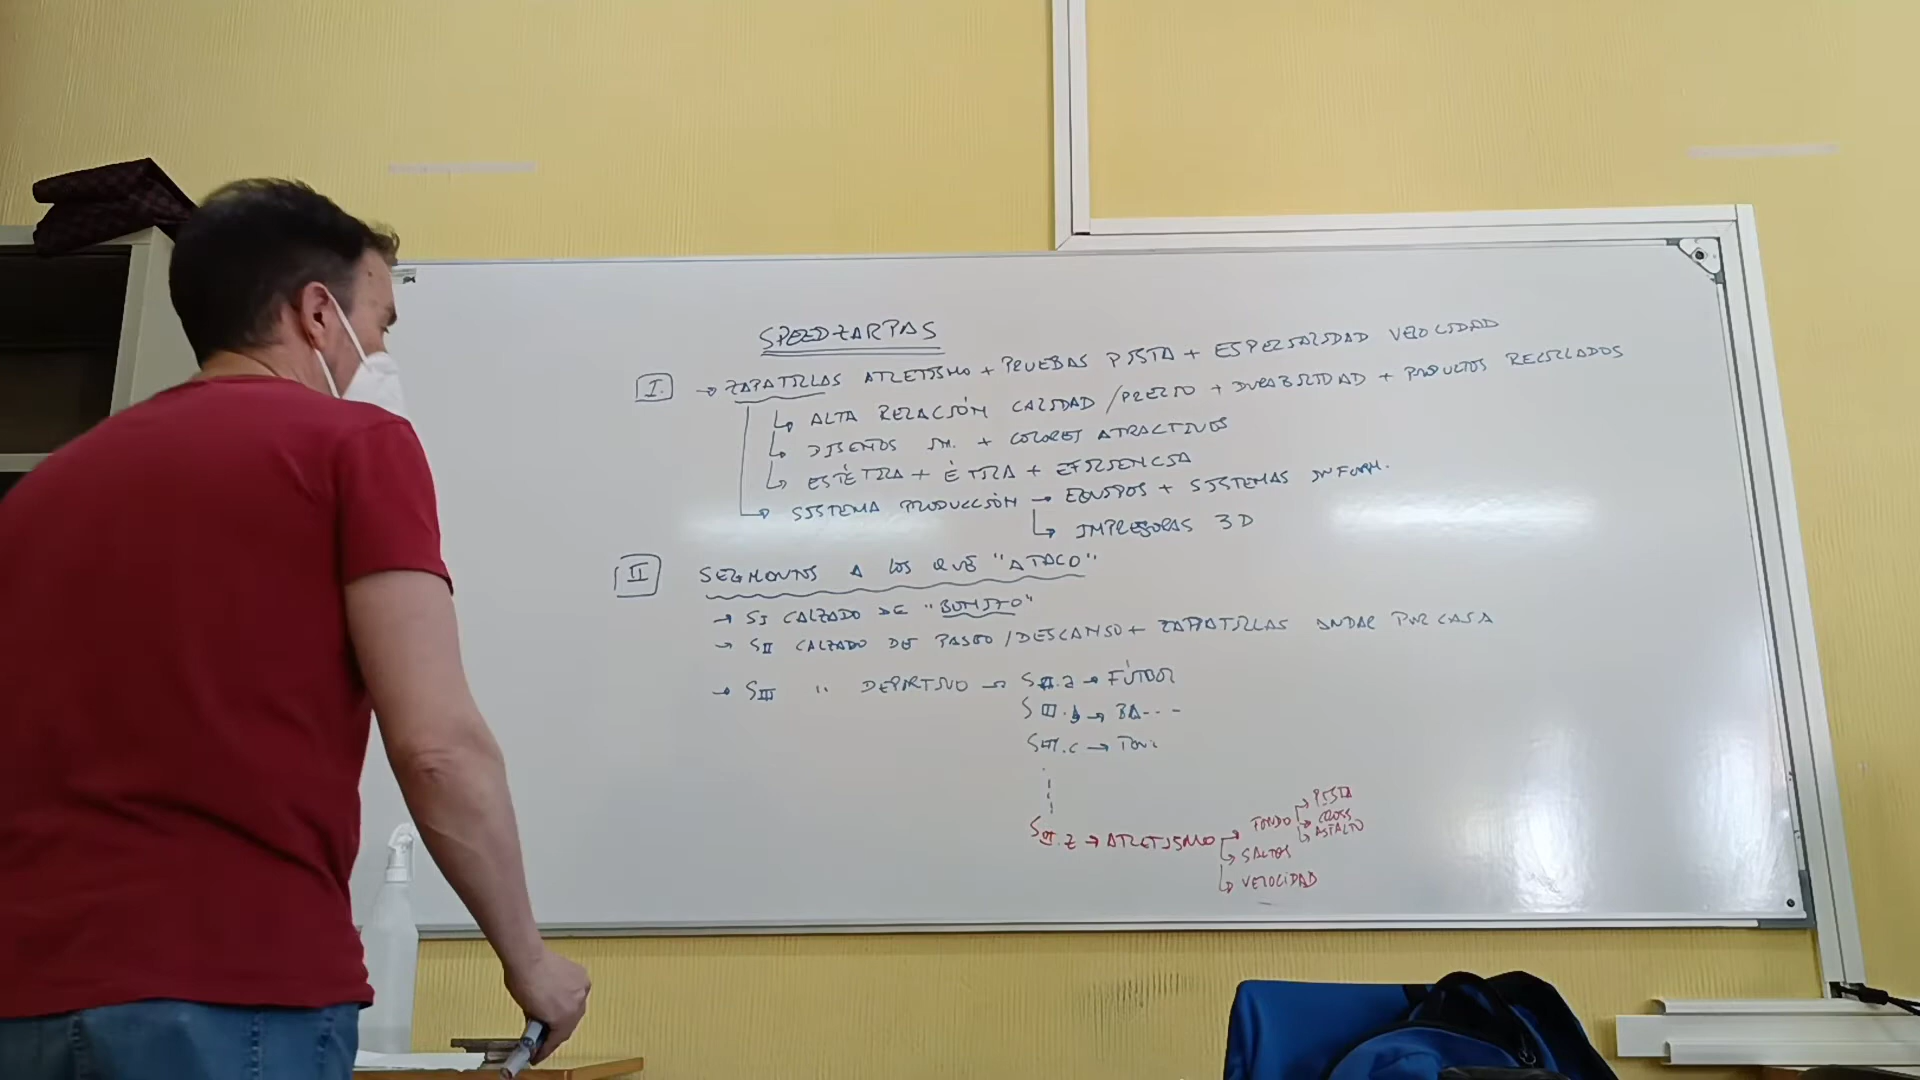 SPEEDZARPAS
I. → ZAPATILLAS ATLETISMO + PRUEBAS PISTA + ESPECIALIDAD VELOCIDAD
↳ ALTA RELACIÓN CALIDAD / PRECIO + DURABILIDAD + PRODUCTOS RECICLADOS
↳ DISEÑOS + COLORES ATRACTIVOS
↳ ESTÉTICA + ÉTICA + EFICIENCIA
↳ SISTEMA PRODUCCIÓN → EQUIPOS + SISTEMAS INFORM.
↳ IMPRESORAS 3D
II SEGMENTOS A LOS QUE "ATACO"
→ SI CALZADO DE "BONITO"
→ SII CALZADO DE PASEO / DESCANSO + ZAPATILLAS ANDAR POR CASA
→ SIII " DEPORTIVO → SIII.a → FÚTBOL
SIII.b → BA---
SIII.c →
SIII.Z → ATLETISMO → FONDO → PISTA
→ CROSS
→ ASFALTO
↳ SALTOS
↳ VELOCIDAD